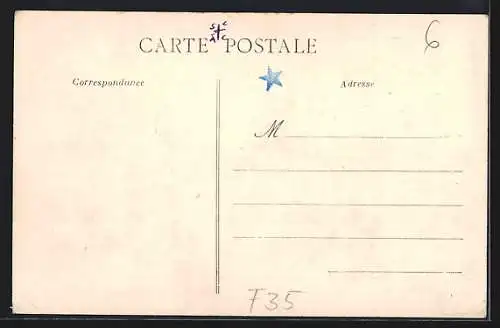 6
CARTE POSTALE
Correspondance
Adresse
M
F35